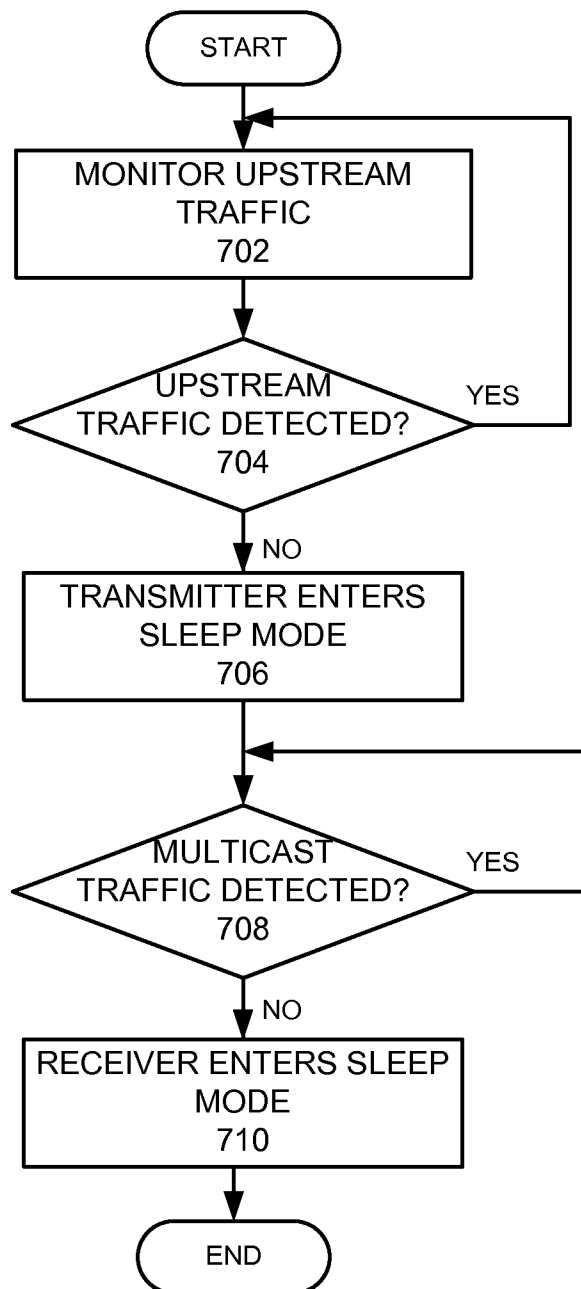 START
MONITOR UPSTREAM
TRAFFIC
702
UPSTREAM
TRAFFIC DETECTED?
704
YES
NO
TRANSMITTER ENTERS
SLEEP MODE
706
MULTICAST
TRAFFIC DETECTED?
708
YES
NO
RECEIVER ENTERS SLEEP
MODE
710
END